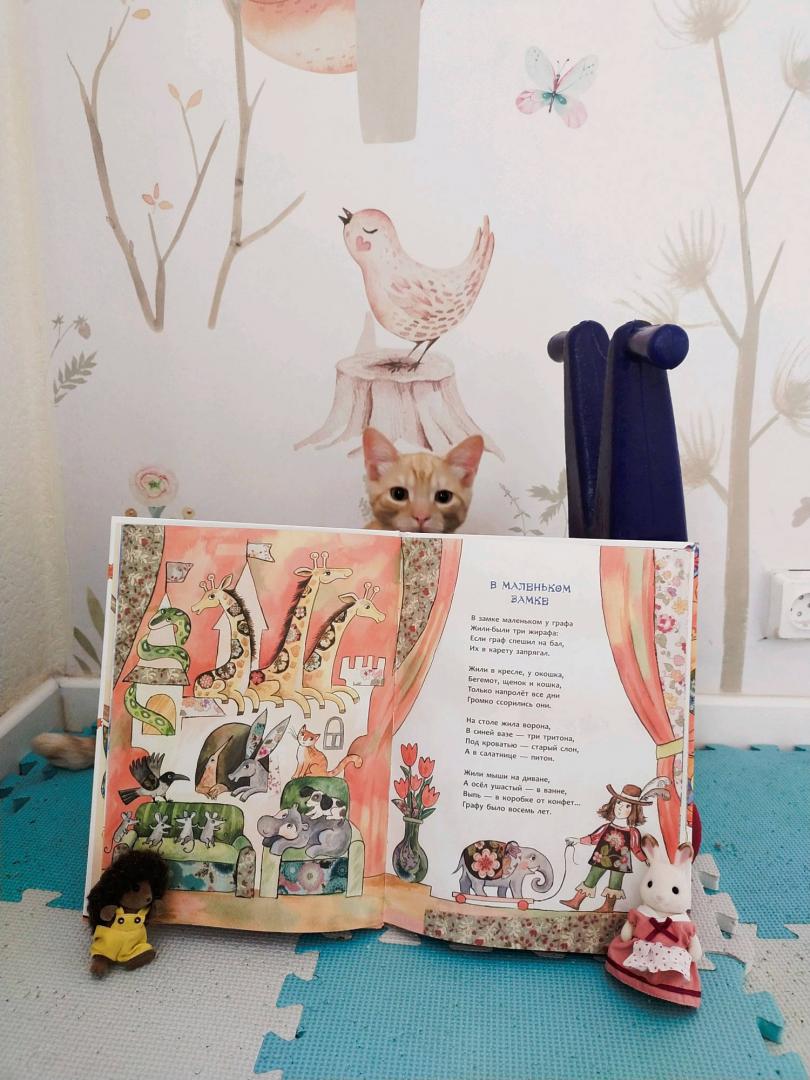 В МАЛЕНЬКОМ
ЗАМКЕ
В замке маленьком у графа
Жили-были три жирафа:
Если граф спешил на бал,
Их в карету запрягал.
Жили в кресле, у окошка,
Бегемот, щенок и кошка,
Только напролёт все дни
Громко ссорились они.
На столе жила ворона,
В синей вазе — три тритона,
Под кроватью — старый слон,
А в салатнице — питон.
Жили мыши на диване,
А осёл ушастый — в ванне,
Выпь — в коробке от конфет...
Графу было восемь лет.